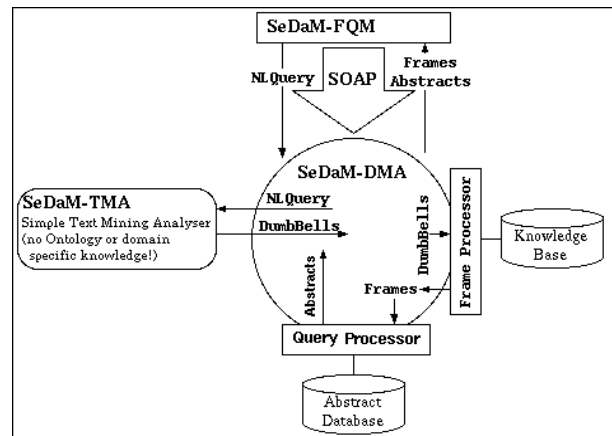 SeDaM-FQM
NLQuery
SOAP
Frames
Abstracts
SeDaM-DMA
SeDaM-TMA
Simple Text Mining Analyser
(no Ontology or domain
specific knowledge!)
NLQuery
DumbBells
DumbBells
Frame Processor
Knowledge
Base
Abstracts
Frames
Query Processor
Abstract
Database